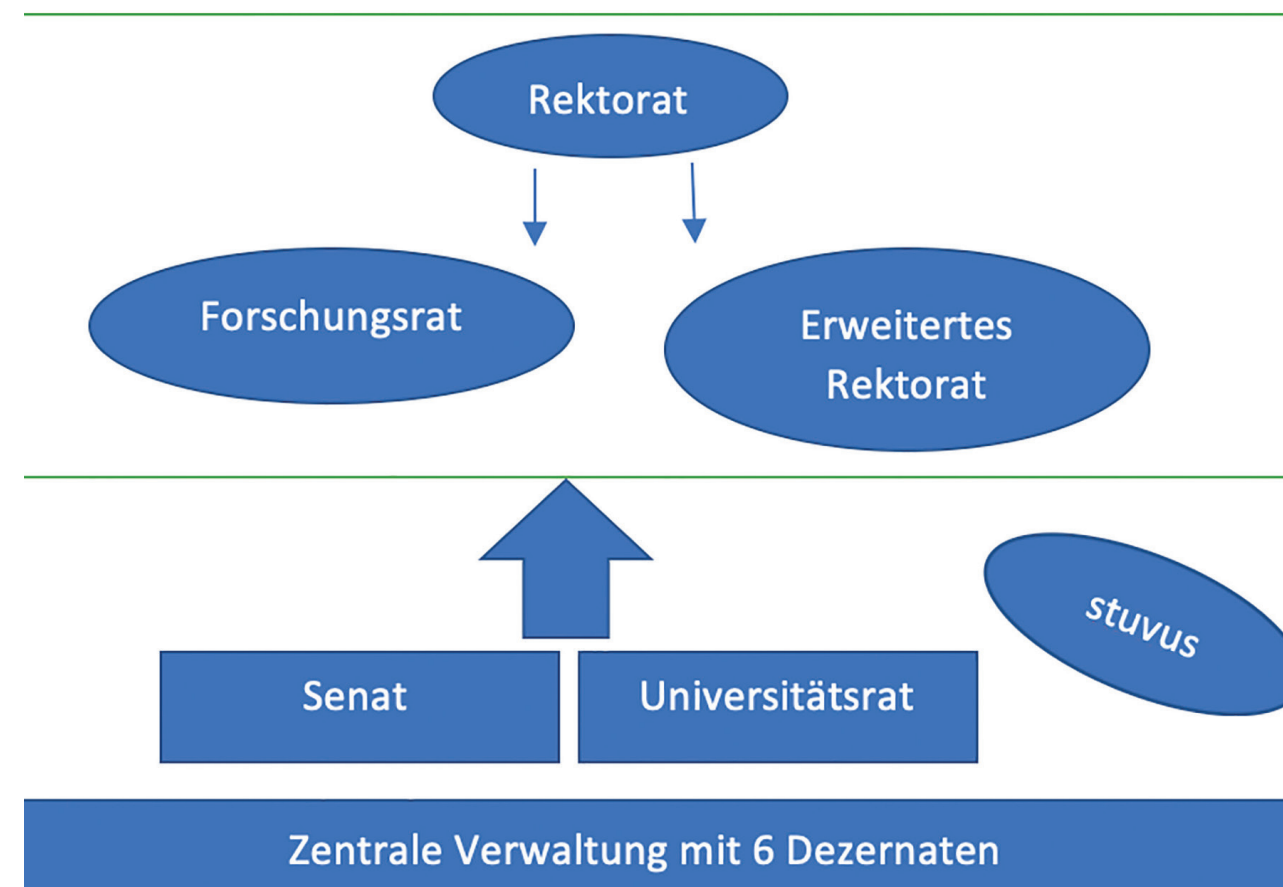 Rektorat
Forschungsrat
Erweitertes
Rektorat
stuvus
Senat
Universitätsrat
Zentrale Verwaltung mit 6 Dezernaten